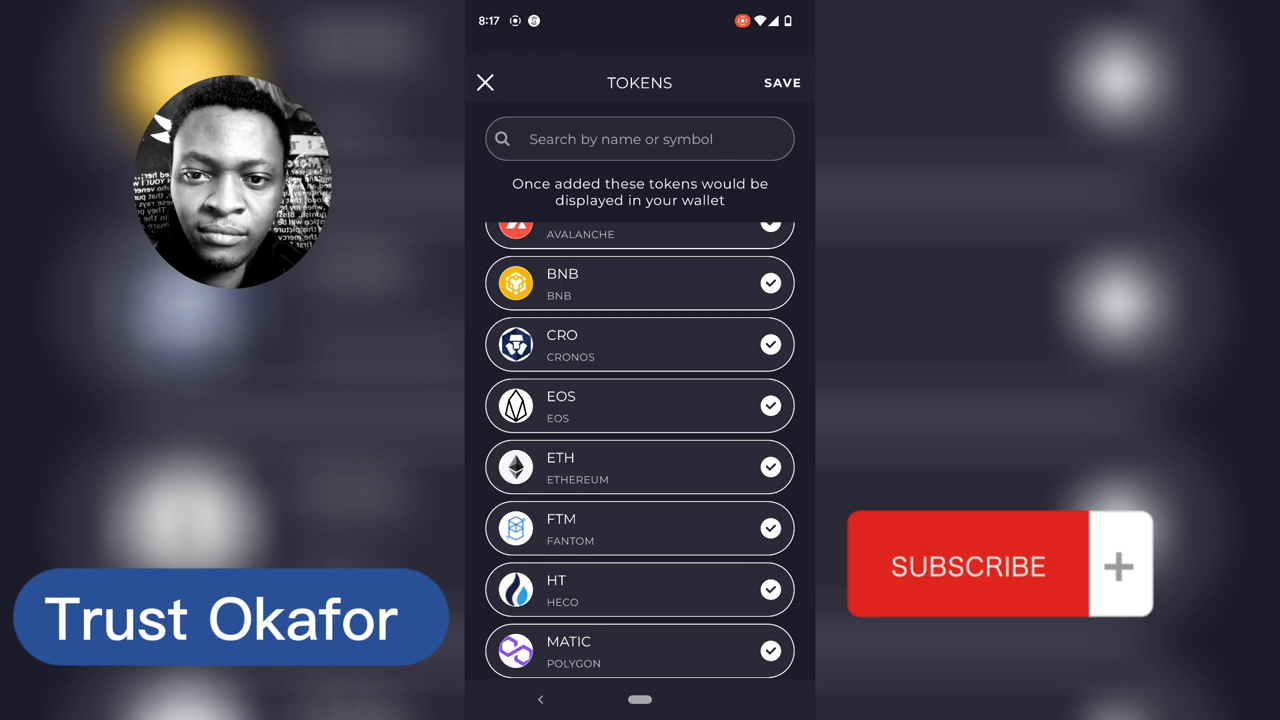 8:17
TOKENS
SAVE
Search by name or symbol
Once added these tokens would be
displayed in your wallet
AVALANCHE
BNB
BNB
CRO
CRONOS
EOS
EOS
ETH
ETHEREUM
FTM
FANTOM
HT
HECO
MATIC
POLYGON
Trust Okafor
SUBSCRIBE